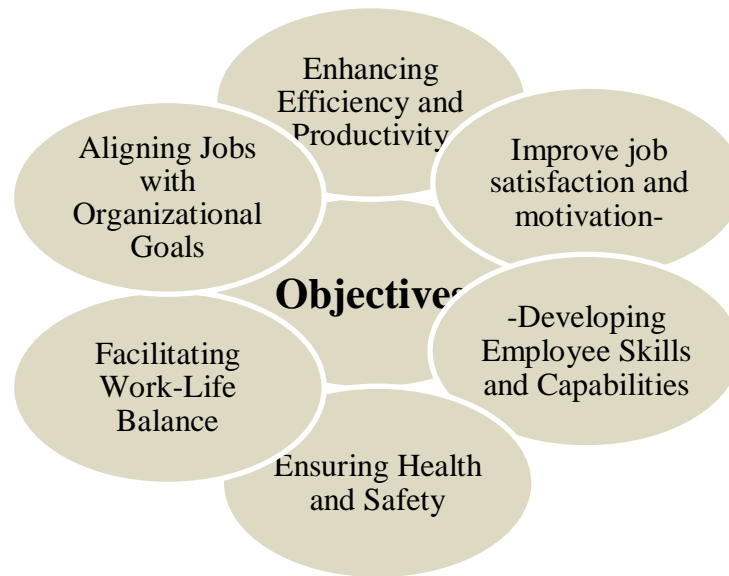 Enhancing
Efficiency and
Productivity
Improve job
satisfaction and
motivation-
-Developing
Employee Skills
and Capabilities
Ensuring Health
and Safety
Facilitating
Work-Life
Balance
Aligning Jobs
with
Organizational
Goals
Objectives